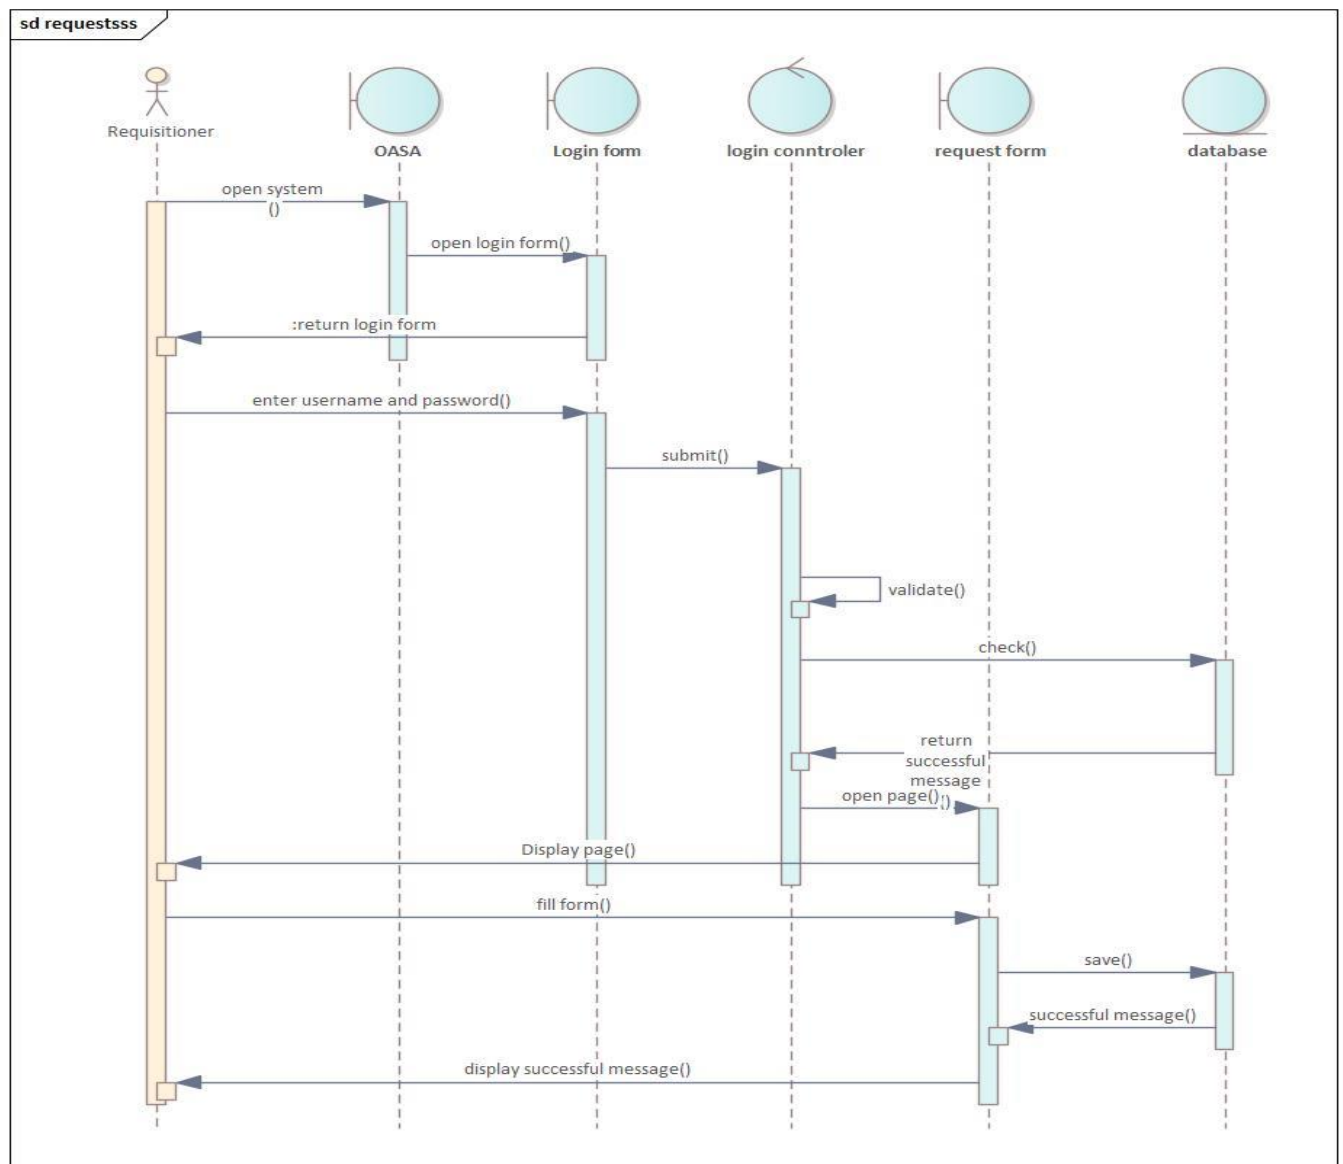 sd requestsss
Requisitioner
OASA
Login form
login conntroler
request form
database
open system
()
open login form()
:return login form
enter username and password()
submit()
validate()
check()
return
successful
message
open page()
Display page()
fill form()
save()
successful message()
display successful message()